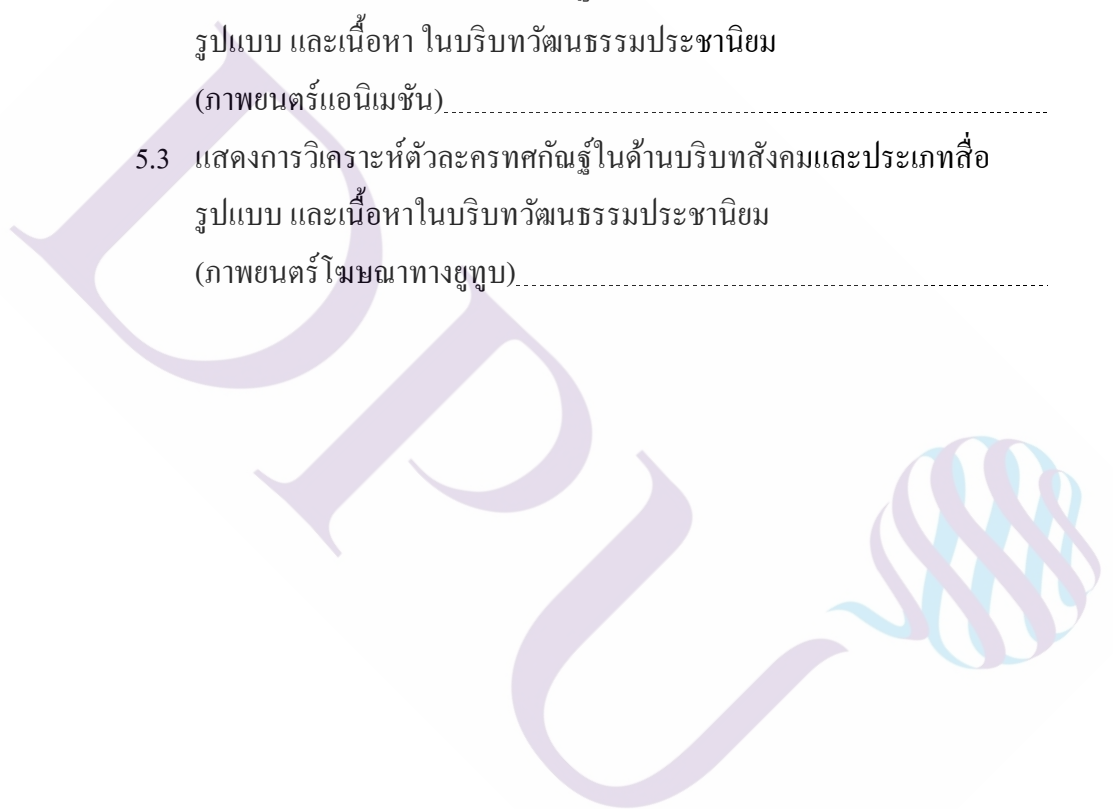 รูปแบบ และเนื้อหา ในบริบทวัฒนธรรมประชานิยม
(ภาพยนตร์แอนิเมชัน)
5.3 แสดงการวิเคราะห์ตัวละครทศกัณฐ์ในด้านบริบทสังคมและประเภทสื่อ
รูปแบบ และเนื้อหาในบริบทวัฒนธรรมประชานิยม
(ภาพยนตร์โฆษณาทางยูทูบ)
DPU